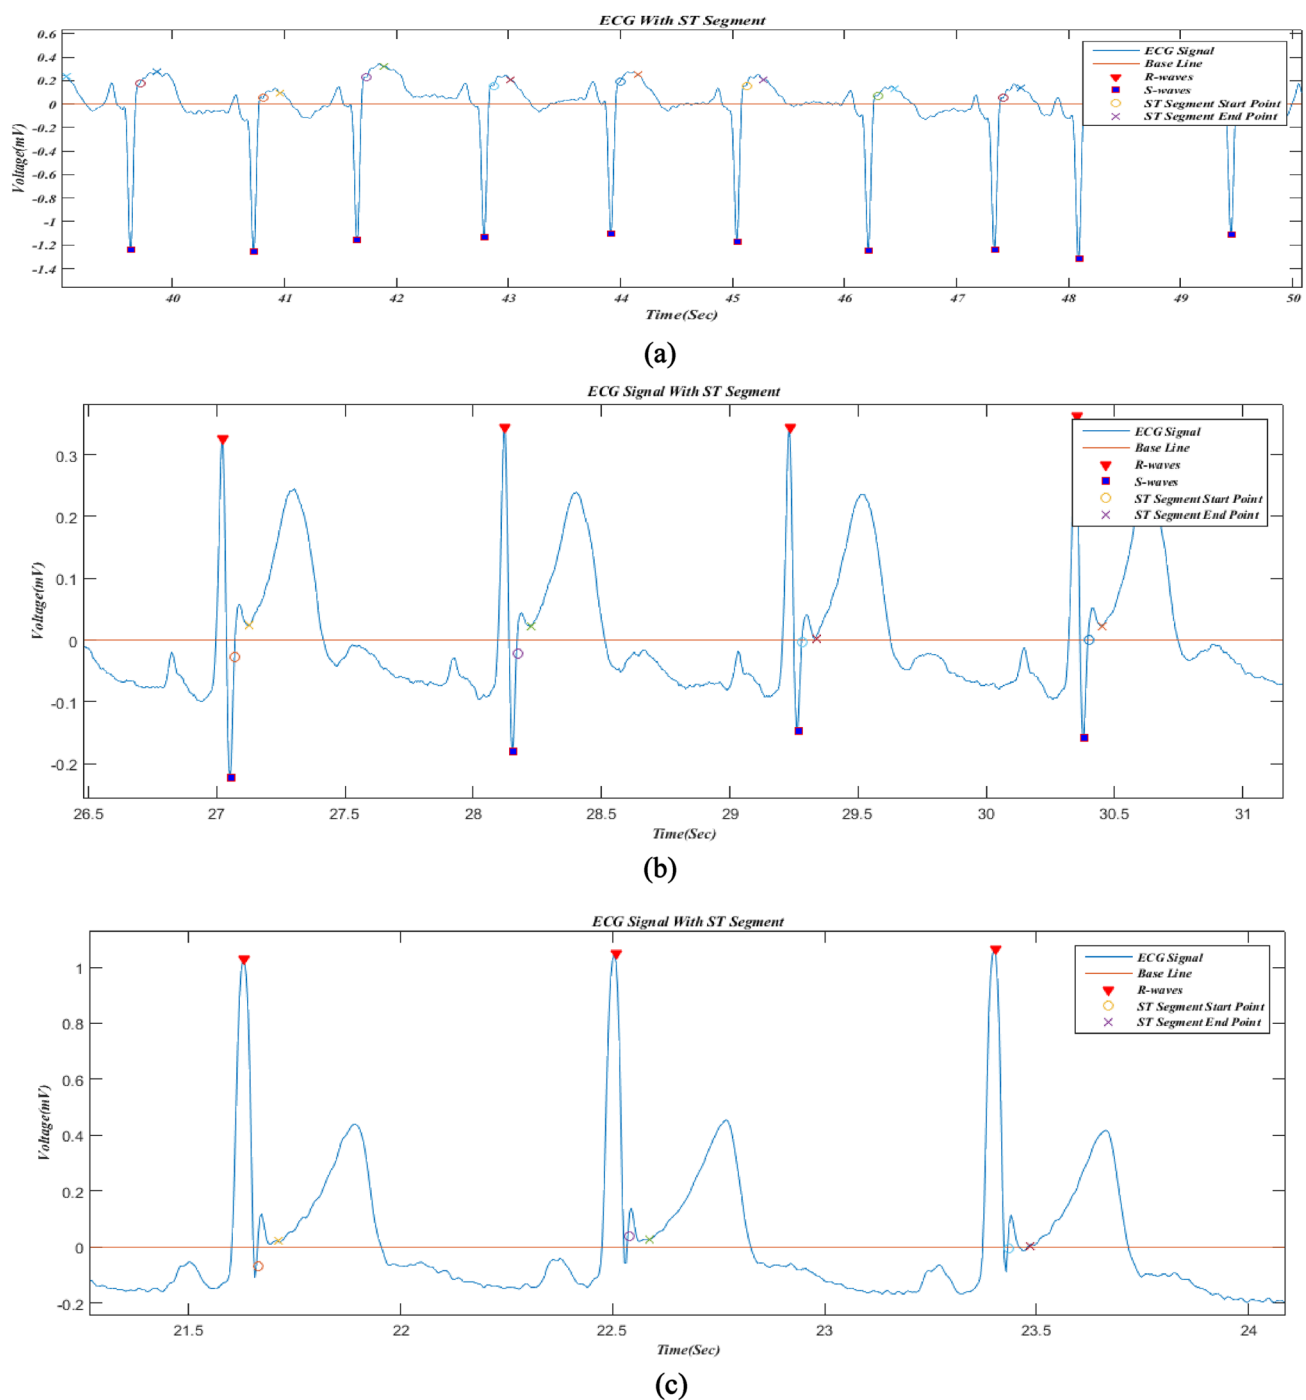 ECG With ST Segment
0.6
0.4
0.2
0
-0.2
-0.4
-0.6
-0.8
-1
-1.2
-1.4
Voltage(mV)
ECG Signal
Base Line
R-waves
S-waves
ST Segment Start Point
ST Segment End Point
40 41 42 43 44 45 46 47 48 49 50
Time(Sec)
(a)
ECG Signal With ST Segment
0.3
0.2
0.1
0
-0.1
-0.2
Voltage(mV)
ECG Signal
Base Line
R-waves
S-waves
ST Segment Start Point
ST Segment End Point
26.5 27 27.5 28 28.5 29 29.5 30 30.5 31
Time(Sec)
(b)
ECG Signal With ST Segment
1
0.8
0.6
0.4
0.2
0
-0.2
Voltage(mV)
ECG Signal
Base Line
R-waves
ST Segment Start Point
ST Segment End Point
21.5 22 22.5 23 23.5 24
Time(Sec)
(c)